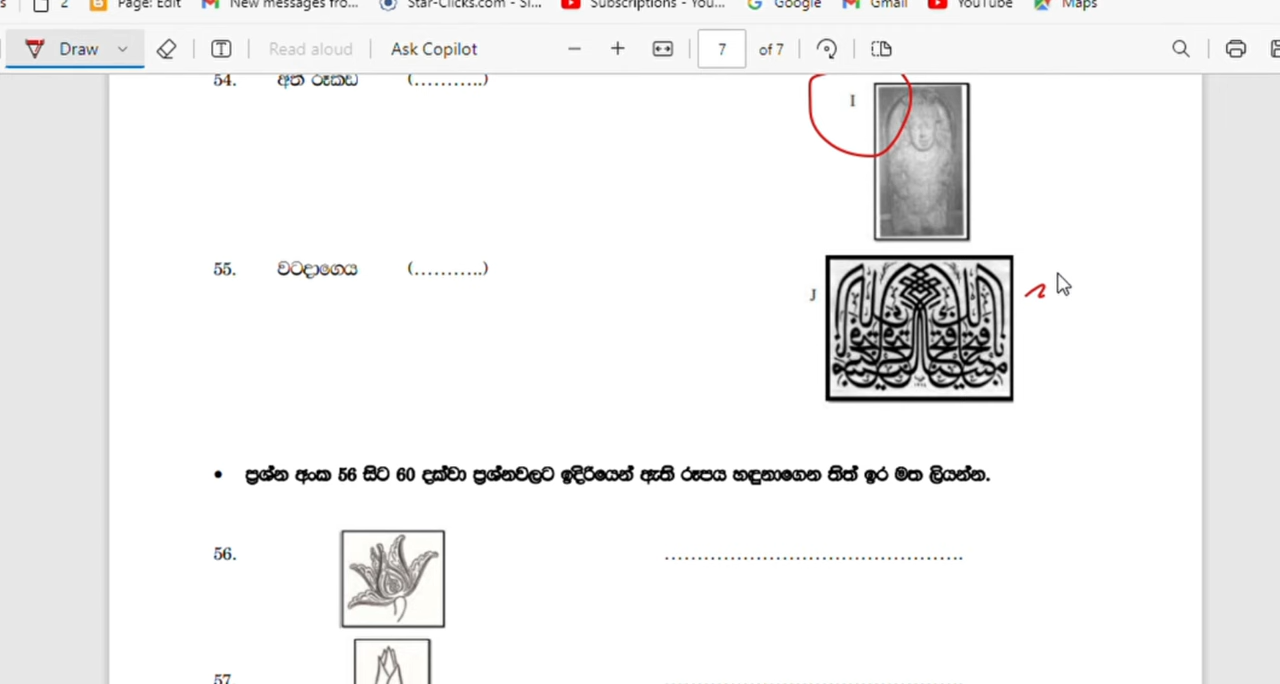 2 Page: Edit New messages fro... Star-Clicks.com - Si... Subscriptions - You... Google Gmail YouTube Maps
Draw Read aloud Ask Copilot 7 of 7
54. අත් රූකඩ (...........)
I
55. වටදාගෙය (...........)
J
• ප්‍රශ්න අංක 56 සිට 60 දක්වා ප්‍රශ්නවලට ඉදිරියෙන් ඇති රූපය හඳුනාගෙන තිත් ඉර මත ලියන්න.
56. .............................................
57